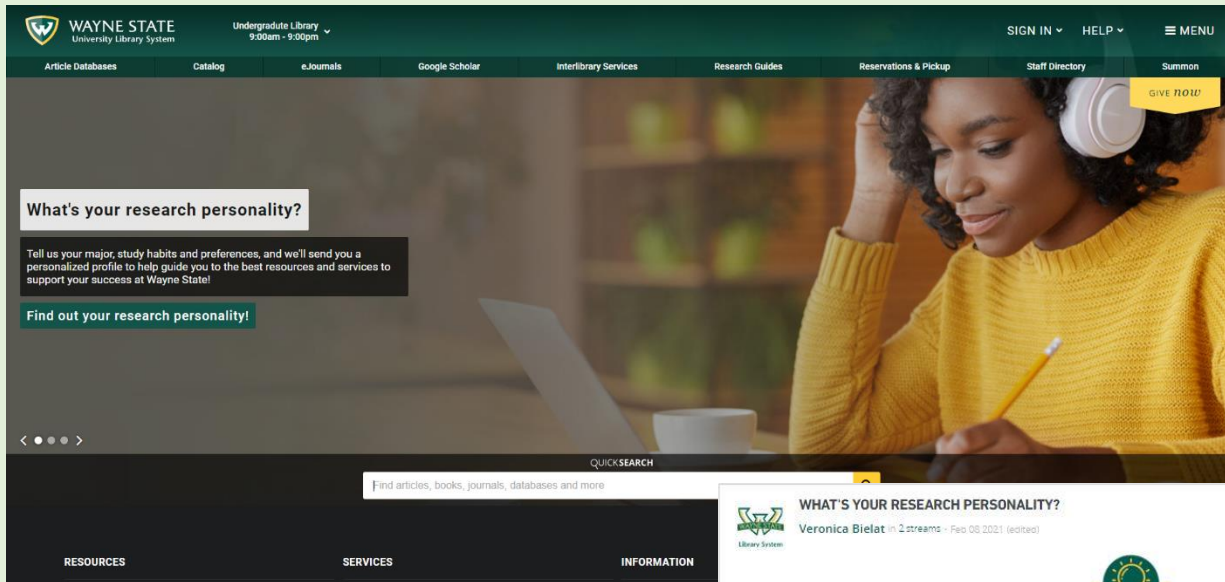 WAYNE STATE
University Library System
Undergradute Library
9:00am - 9:00pm
SIGN IN
HELP
MENU
Article Databases
Catalog
eJournals
Google Scholar
Interlibrary Services
Research Guides
Reservations & Pickup
Staff Directory
Summon
GIVE now
What's your research personality?
Tell us your major, study habits and preferences, and we'll send you a
personalized profile to help guide you to the best resources and services to
support your success at Wayne State!
Find out your research personality!
QUICKSEARCH
Find articles, books, journals, databases and more
WHAT'S YOUR RESEARCH PERSONALITY?
Veronica Bielat in 2 streams - Feb 08 2021 (edited)
WAYNE STATE
Library System
RESOURCES
SERVICES
INFORMATION